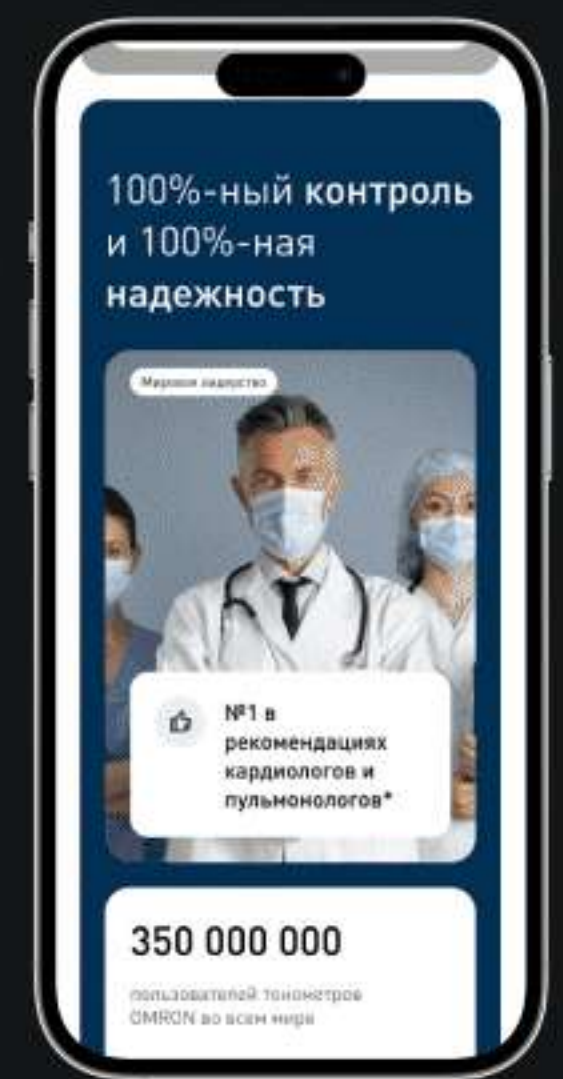 100%-ный контроль
и 100%-ная
надежность
Мировое лидерство
№1 в
рекомендациях
кардиологов и
пульмонологов*
350 000 000
пользователей тонометров
OMRON во всем мире